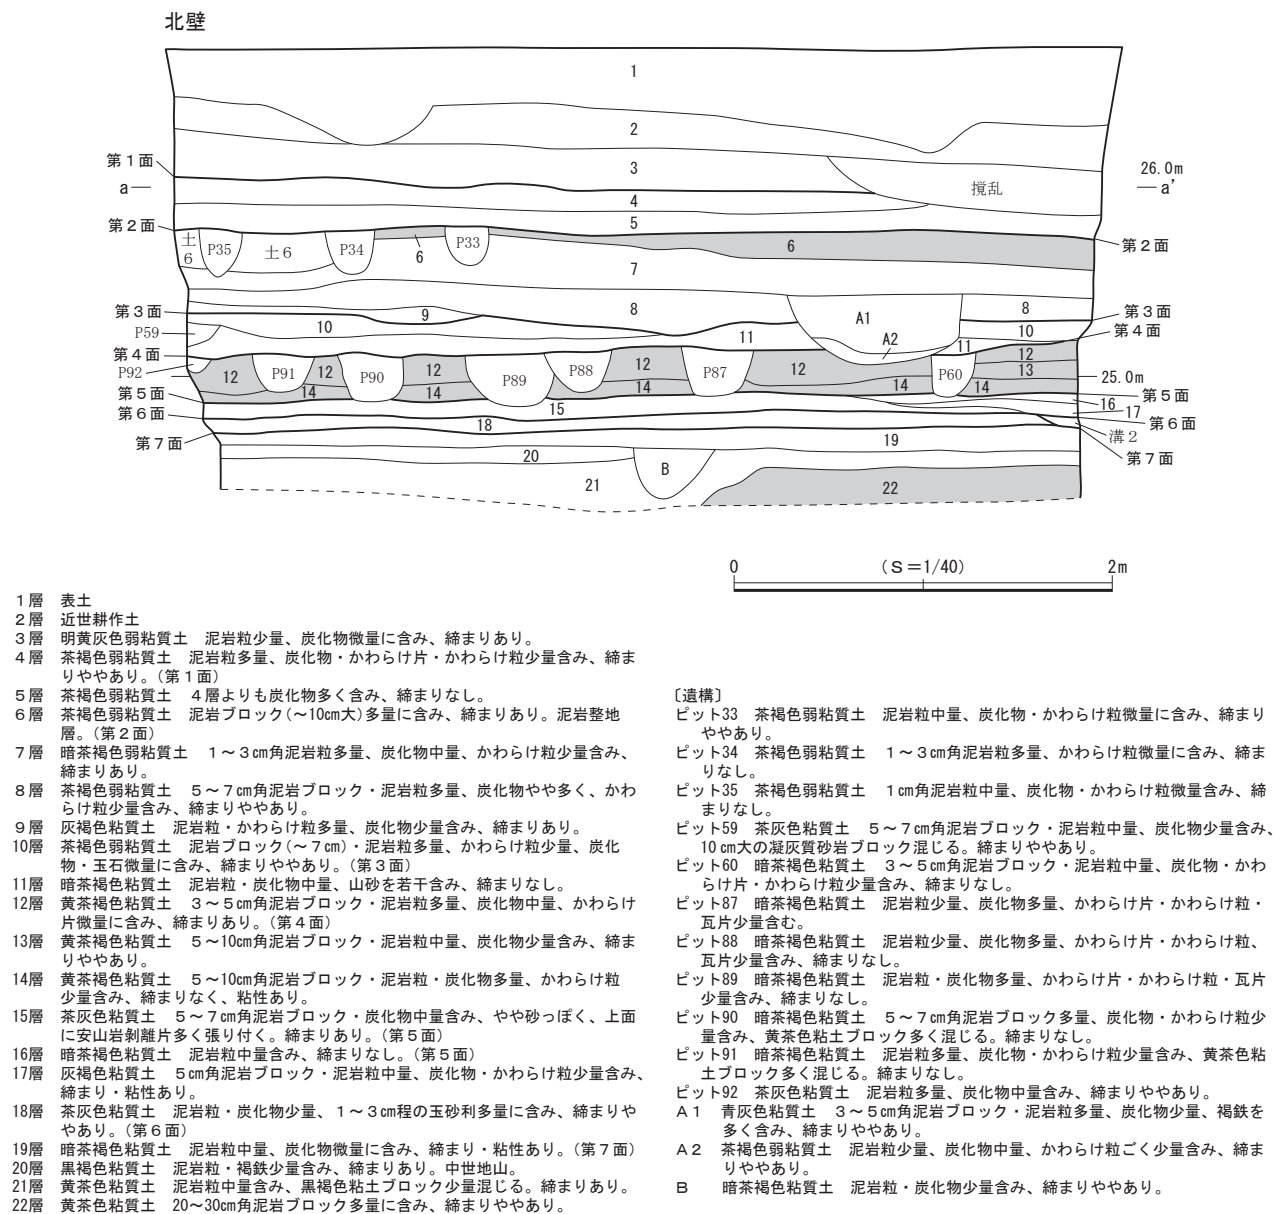 北壁
1
2
3
第1面
26.0m
a
a'
撹乱
4
5
第2面
土6
P35
土6
P34
6
P33
6
第2面
7
8
8
第3面
9
A1
第3面
P59
10
11
A2
10
第4面
11
第4面
P92
12
P91
12
P90
12
P89
P88
12
P87
12
P60
12
13
25.0m
14
14
14
14
14
第5面
第5面
15
16
17
第6面
第6面
18
溝2
第7面
19
第7面
20
B
21
22
0
(S=1/40)
2m
1層 表土
2層 近世耕作土
3層 明黄灰色弱粘質土 泥岩粒少量、炭化物微量に含み、締まりあり。
4層 茶褐色弱粘質土 泥岩粒多量、炭化物・かわらけ片・かわらけ粒少量含み、締ま
りややあり。(第1面)
5層 茶褐色弱粘質土 4層よりも炭化物多く含み、締まりなし。
6層 茶褐色弱粘質土 泥岩ブロック(～10cm大)多量に含み、締まりあり。泥岩整地
層。(第2面)
7層 暗茶褐色弱粘質土 1～3cm角泥岩粒多量、炭化物中量、かわらけ粒少量含み、
締まりあり。
8層 茶褐色弱粘質土 5～7cm角泥岩ブロック・泥岩粒多量、炭化物やや多く、かわ
らけ粒少量含み、締まりややあり。
9層 灰褐色粘質土 泥岩粒・かわらけ粒多量、炭化物少量含み、締まりあり。
10層 茶褐色弱粘質土 泥岩ブロック(～7cm)・泥岩粒多量、かわらけ粒少量、炭化
物・玉石微量に含み、締まりややあり。(第3面)
11層 暗茶褐色粘質土 泥岩粒・炭化物中量、山砂を若干含み、締まりなし。
12層 黄茶褐色粘質土 3～5cm角泥岩ブロック・泥岩粒多量、炭化物中量、かわらけ
片微量に含み、締まりあり。(第4面)
13層 黄茶褐色粘質土 5～10cm角泥岩ブロック・泥岩粒中量、炭化物少量含み、締ま
りややあり。
14層 黄茶褐色粘質土 5～10cm角泥岩ブロック・泥岩粒・炭化物多量、かわらけ粒
少量含み、締まりなく、粘性あり。
15層 茶灰色粘質土 5～7cm角泥岩ブロック・炭化物中量含み、やや砂っぽく、上面
に安山岩剝離片多く張り付く。締まりあり。(第5面)
16層 暗茶褐色粘質土 泥岩粒中量含み、締まりなし。(第5面)
17層 灰褐色粘質土 5cm角泥岩ブロック・泥岩粒中量、炭化物・かわらけ粒少量含み、
締まり・粘性あり。
18層 茶灰色粘質土 泥岩粒・炭化物少量、1～3cm程の玉砂利多量に含み、締まりや
やあり。(第6面)
19層 暗茶褐色粘質土 泥岩粒中量、炭化物微量に含み、締まり・粘性あり。(第7面)
20層 黒褐色粘質土 泥岩粒・褐鉄少量含み、締まりあり。中世地山。
21層 黄茶色粘質土 泥岩粒中量含み、黒褐色粘土ブロック少量混じる。締まりあり。
22層 黄茶色粘質土 20～30cm角泥岩ブロック多量に含み、締まりややあり。
〔遺構〕
ピット33 茶褐色弱粘質土 泥岩粒中量、炭化物・かわらけ粒微量に含み、締まり
ややあり。
ピット34 茶褐色弱粘質土 1～3cm角泥岩粒多量、かわらけ粒微量に含み、締ま
りなし。
ピット35 茶褐色弱粘質土 1cm角泥岩粒中量、炭化物・かわらけ粒微量含み、締
まりなし。
ピット59 茶灰色粘質土 5～7cm角泥岩ブロック・泥岩粒中量、炭化物少量含み、
10cm大の凝灰質砂岩ブロック混じる。締まりややあり。
ピット60 暗茶褐色粘質土 3～5cm角泥岩ブロック・泥岩粒中量、炭化物・かわ
らけ片・かわらけ粒少量含み、締まりなし。
ピット87 暗茶褐色粘質土 泥岩粒少量、炭化物多量、かわらけ片・かわらけ粒・
瓦片少量含む。
ピット88 暗茶褐色粘質土 泥岩粒少量、炭化物多量、かわらけ片・かわらけ粒、
瓦片少量含み、締まりなし。
ピット89 暗茶褐色粘質土 泥岩粒・炭化物多量、かわらけ片・かわらけ粒・瓦片
少量含み、締まりなし。
ピット90 暗茶褐色粘質土 5～7cm角泥岩ブロック多量、炭化物・かわらけ粒少
量含み、黄茶色粘土ブロック多く混じる。締まりなし。
ピット91 暗茶褐色粘質土 泥岩粒多量、炭化物・かわらけ粒少量含み、黄茶色粘
土ブロック多く混じる。締まりなし。
ピット92 茶灰色粘質土 泥岩粒多量、炭化物中量含み、締まりややあり。
A1 青灰色粘質土 3～5cm角泥岩ブロック・泥岩粒多量、炭化物少量、褐鉄を
多く含み、締まりややあり。
A2 茶褐色弱粘質土 泥岩粒少量、炭化物中量、かわらけ粒ごく少量含み、締ま
りややあり。
B 暗茶褐色粘質土 泥岩粒・炭化物少量含み、締まりややあり。